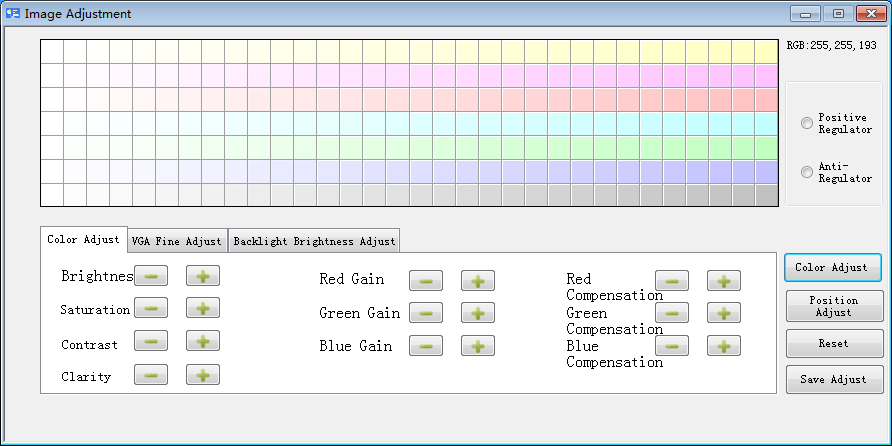 Image Adjustment
RGB:255,255,193
Positive
Regulator
Anti-
Regulator
Color Adjust
VGA Fine Adjust
Backlight Brightness Adjust
Brightnes
Saturation
Contrast
Clarity
Red Gain
Green Gain
Blue Gain
Red
Compensation
Green
Compensation
Blue
Compensation
Color Adjust
Position
Adjust
Reset
Save Adjust